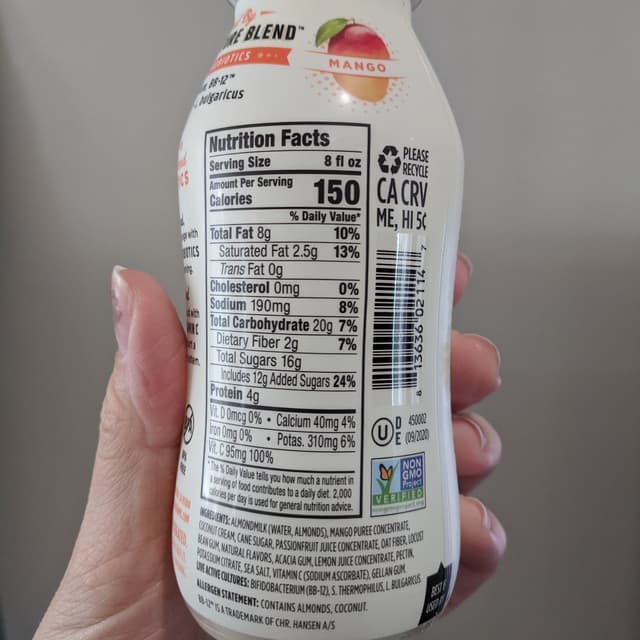 BLEND™
MANGO
BB-12™
bulgaricus
Nutrition Facts
Serving Size 8 fl oz
Amount Per Serving
Calories 150
% Daily Value*
Total Fat 8g 10%
Saturated Fat 2.5g 13%
Trans Fat 0g
Cholesterol 0mg 0%
Sodium 190mg 8%
Total Carbohydrate 20g 7%
Dietary Fiber 2g 7%
Total Sugars 16g
Includes 12g Added Sugars 24%
Protein 4g
Vit. D 0mcg 0% • Calcium 40mg 4%
Iron 0mg 0% • Potas. 310mg 6%
Vit. C 95mg 100%
*The % Daily Value tells you how much a nutrient in
a serving of food contributes to a daily diet. 2,000
calories per day is used for general nutrition advice.
INGREDIENTS: ALMONDMILK (WATER, ALMONDS), MANGO PUREE CONCENTRATE,
COCONUT CREAM, CANE SUGAR, PASSIONFRUIT JUICE CONCENTRATE, OAT FIBER, LOCUST
BEAN GUM, NATURAL FLAVORS, ACACIA GUM, LEMON JUICE CONCENTRATE, PECTIN,
POTASSIUM CITRATE, SEA SALT, VITAMIN C (SODIUM ASCORBATE), GELLAN GUM.
LIVE ACTIVE CULTURES: BIFIDOBACTERIUM (BB-12), S. THERMOPHILUS, L. BULGARICUS.
ALLERGEN STATEMENT: CONTAINS ALMONDS, COCONUT.
BB-12™ IS A TRADEMARK OF CHR. HANSEN A/S
PLEASE
RECYCLE
CA CRV
ME, HI 5¢
8 13636 02114 7
U D
E
450002
(09/2020)
NON
GMO
Project
VERIFIED
nongmoproject.org
BEST